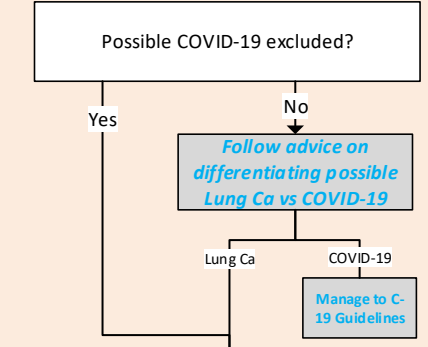 Possible COVID-19 excluded?
No
Yes
Follow advice on
differentiating possible
Lung Ca vs COVID-19
Lung Ca
COVID-19
Manage to C-
19 Guidelines